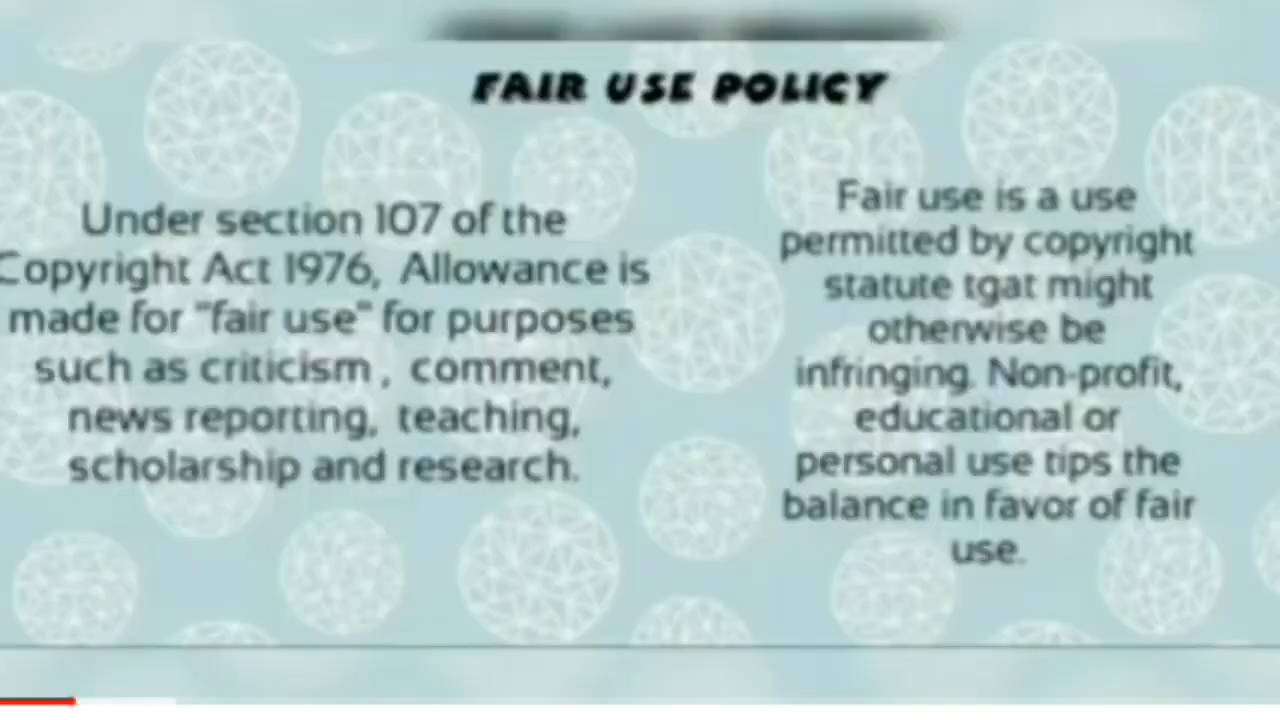 FAIR USE POLICY
Under section 107 of the
Copyright Act 1976, Allowance is
made for "fair use" for purposes
such as criticism, comment,
news reporting, teaching,
scholarship and research.
Fair use is a use
permitted by copyright
statute tgat might
otherwise be
infringing. Non-profit,
educational or
personal use tips the
balance in favor of fair
use.